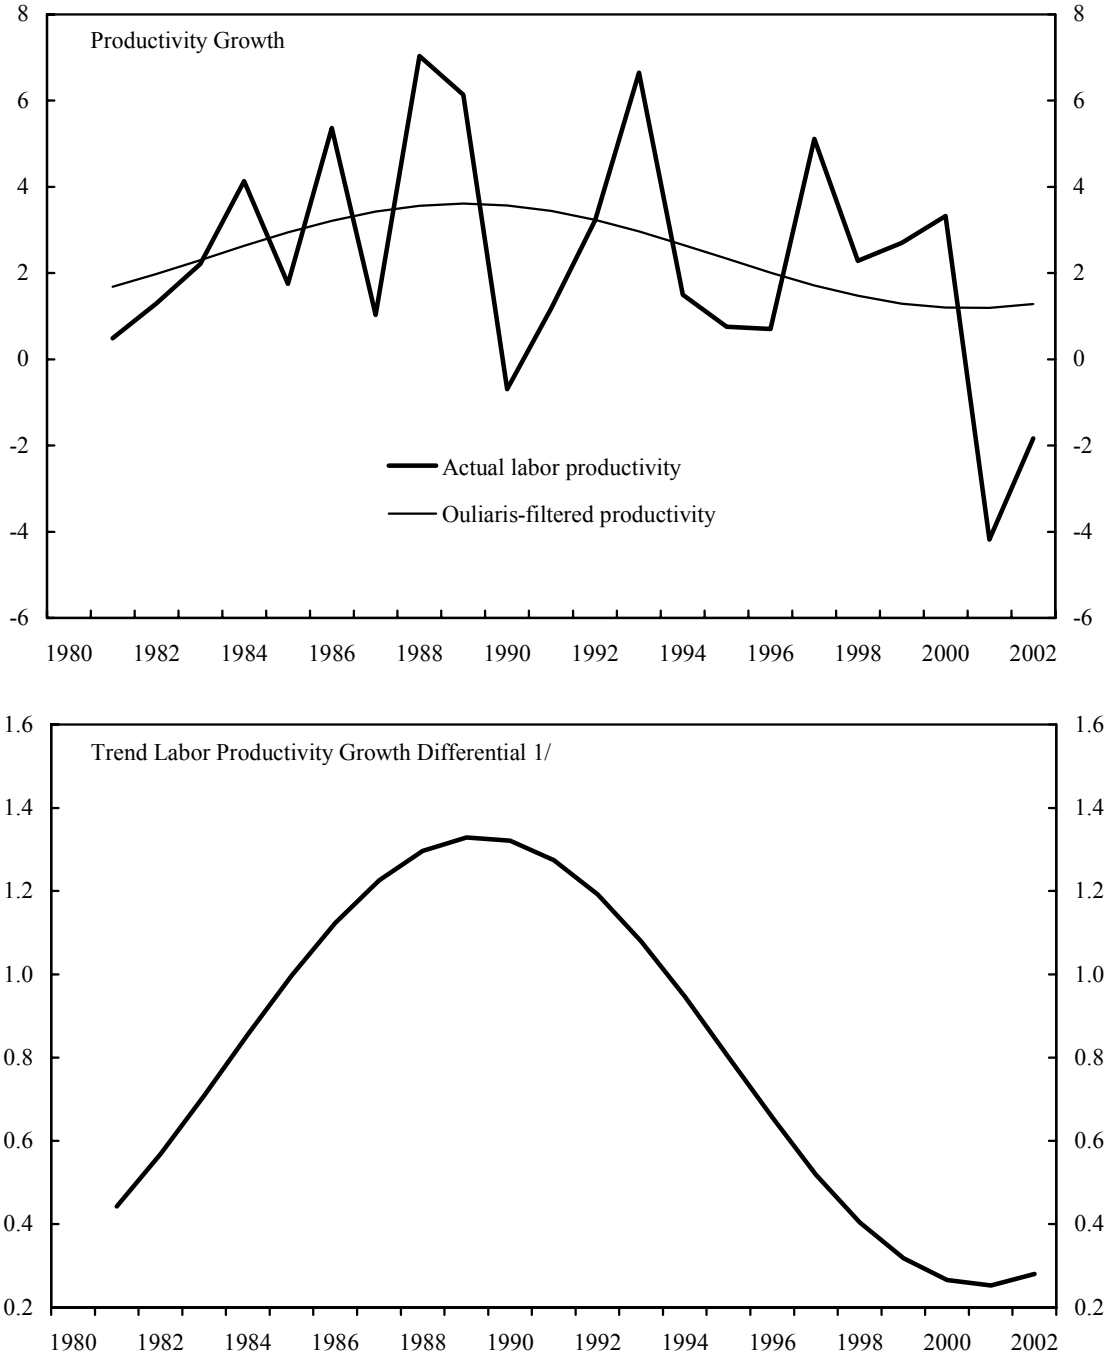 8 8
Productivity Growth
6 6
4 4
2 2
0 0
-2 -2
Actual labor productivity
Ouliaris-filtered productivity
-4 -4
-6 -6
1980 1982 1984 1986 1988 1990 1992 1994 1996 1998 2000 2002
1.6 1.6
Trend Labor Productivity Growth Differential 1/
1.4 1.4
1.2 1.2
1.0 1.0
0.8 0.8
0.6 0.6
0.4 0.4
0.2 0.2
1980 1982 1984 1986 1988 1990 1992 1994 1996 1998 2000 2002